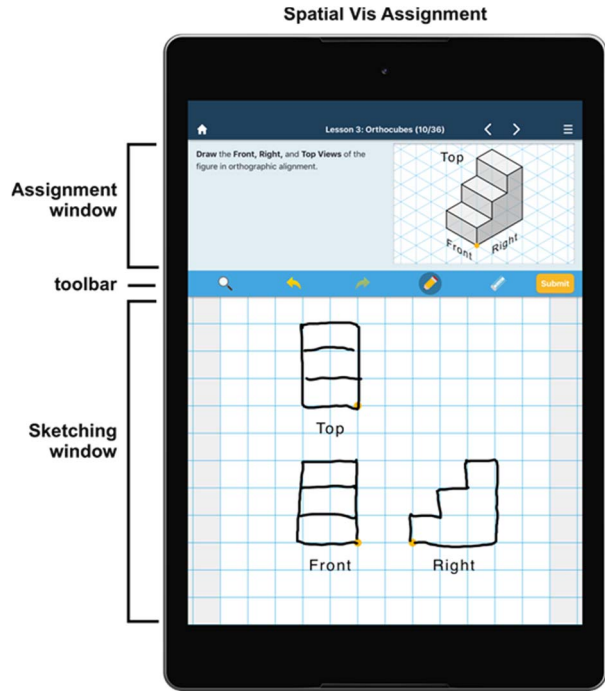 Spatial Vis Assignment
Lesson 3: Orthocubes (10/36)
Assignment
window
Draw the Front, Right, and Top Views of the
figure in orthographic alignment.
Top
Front
Right
toolbar
Submit
Sketching
window
Top
Front
Right